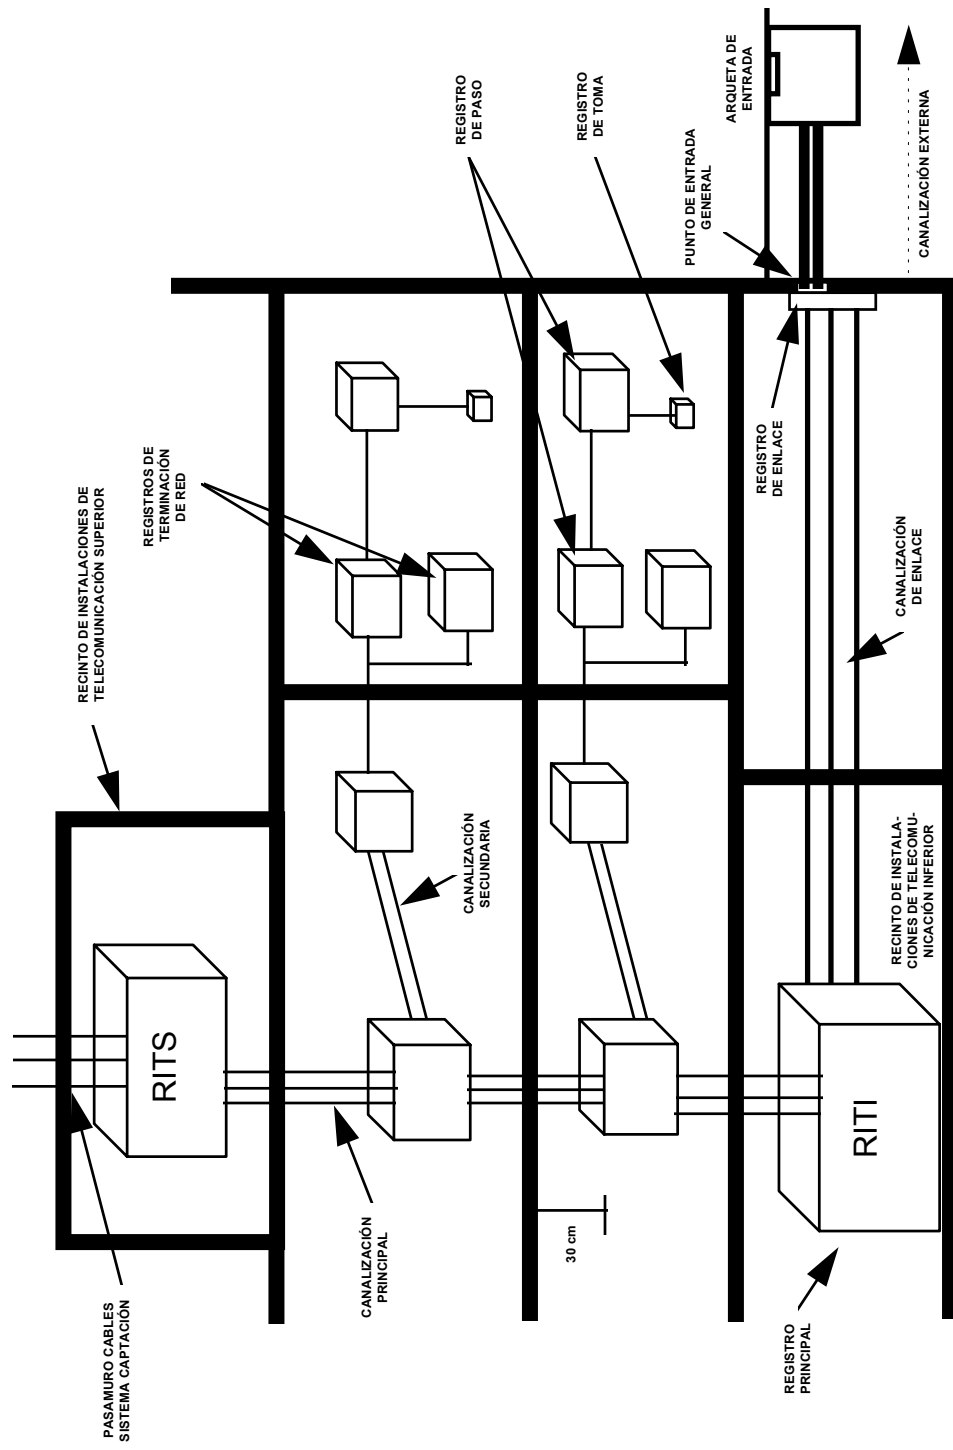 PASAMURO CABLES
SISTEMA CAPTACIÓN
RECINTO DE INSTALACIONES DE
TELECOMUNICACIÓN SUPERIOR
RITS
REGISTROS DE
TERMINACIÓN
DE RED
CANALIZACIÓN
PRINCIPAL
CANALIZACIÓN
SECUNDARIA
REGISTRO
DE PASO
REGISTRO
DE TOMA
30 cm
PUNTO DE ENTRADA
GENERAL
ARQUETA DE
ENTRADA
REGISTRO
DE ENLACE
REGISTRO
PRINCIPAL
RITI
RECINTO DE INSTALA-
CIONES DE TELECOMU-
NICACIÓN INFERIOR
CANALIZACIÓN
DE ENLACE
CANALIZACIÓN EXTERNA